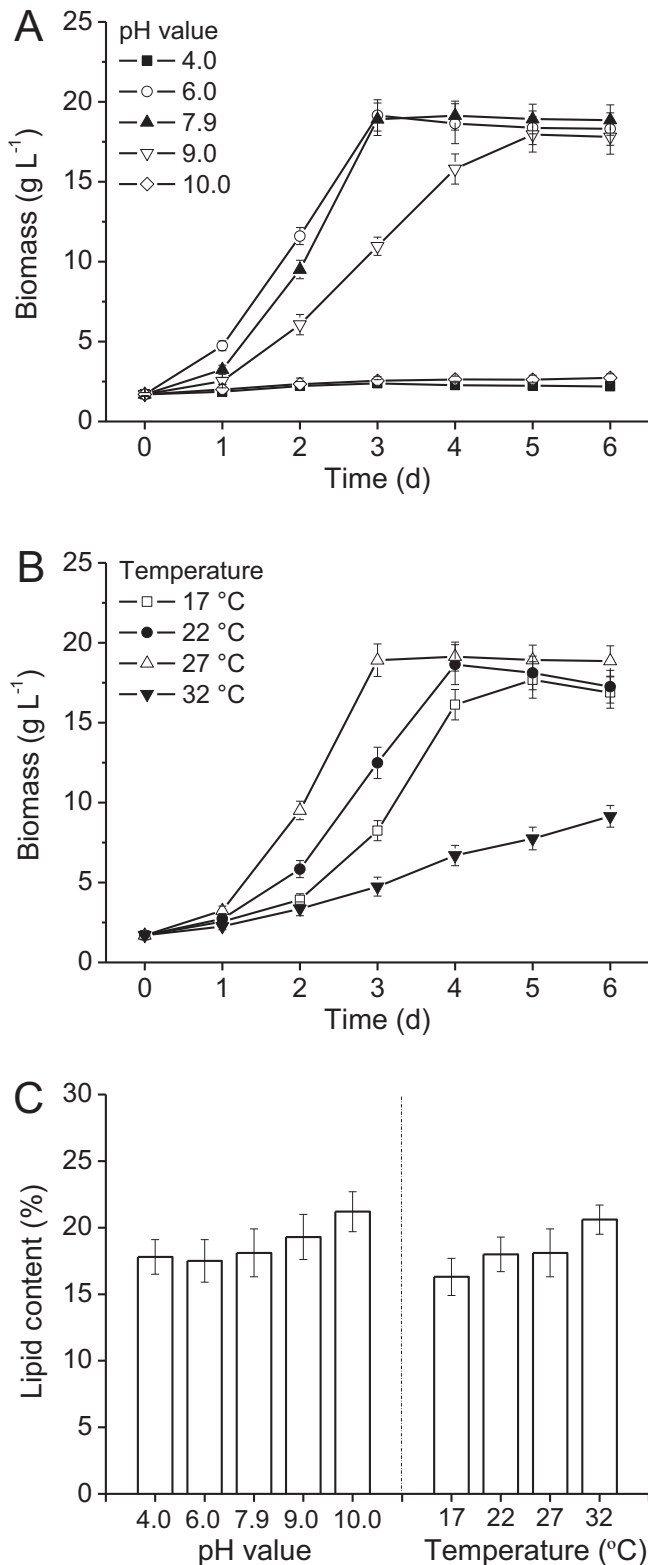 A
pH value
4.0
6.0
7.9
9.0
10.0
25
20
15
10
5
0
Biomass (g L-1)
0 1 2 3 4 5 6
Time (d)
B
Temperature
17 °C
22 °C
27 °C
32 °C
25
20
15
10
5
0
Biomass (g L-1)
0 1 2 3 4 5 6
Time (d)
C
30
25
20
15
10
5
0
Lipid content (%)
4.0 6.0 7.9 9.0 10.0 17 22 27 32
pH value Temperature (°C)